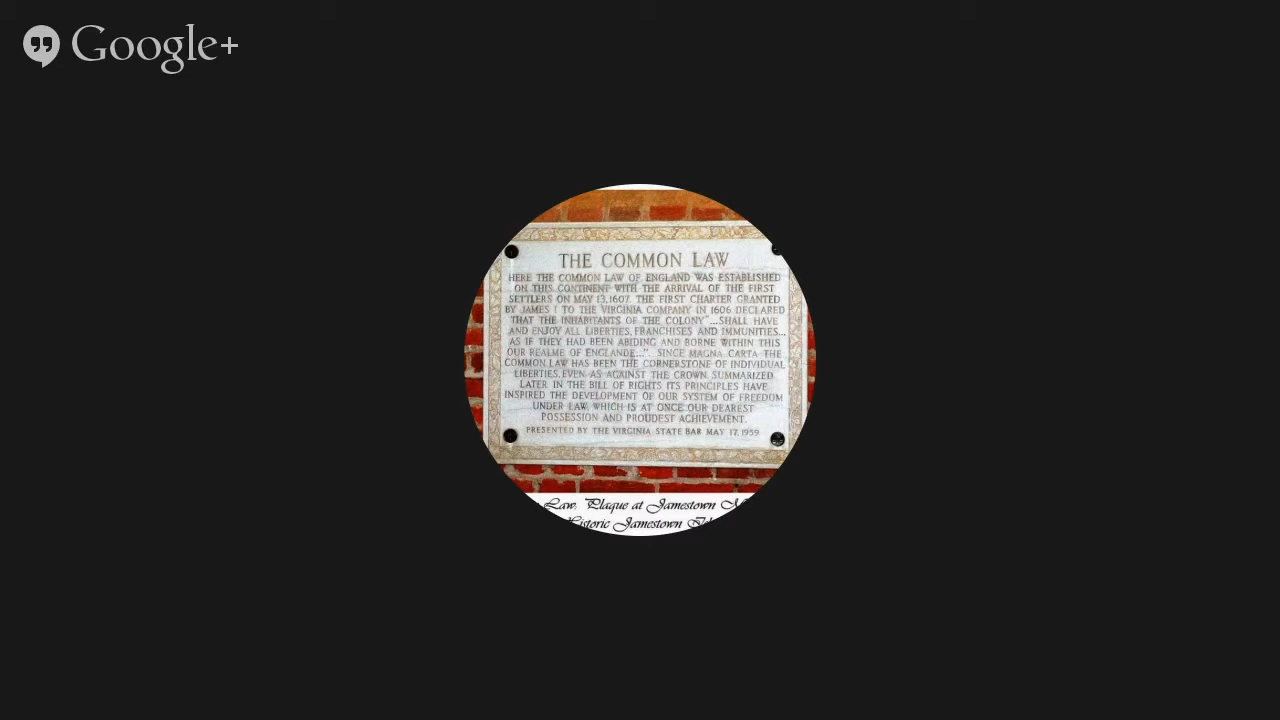 Google+
THE COMMON LAW
HERE THE COMMON LAW OF ENGLAND WAS ESTABLISHED
ON THIS CONTINENT WITH THE ARRIVAL OF THE FIRST
SETTLERS ON MAY 13, 1607. THE FIRST CHARTER GRANTED
BY JAMES I TO THE VIRGINIA COMPANY IN 1606 DECLARED
THAT THE INHABITANTS OF THE COLONY "...SHALL HAVE
AND ENJOY ALL LIBERTIES, FRANCHISES AND IMMUNITIES...
AS IF THEY HAD BEEN ABIDING AND BORNE WITHIN THIS
OUR REALME OF ENGLANDE...". SINCE MAGNA CARTA THE
COMMON LAW HAS BEEN THE CORNERSTONE OF INDIVIDUAL
LIBERTIES, EVEN AS AGAINST THE CROWN. SUMMARIZED
LATER IN THE BILL OF RIGHTS ITS PRINCIPLES HAVE
INSPIRED THE DEVELOPMENT OF OUR SYSTEM OF FREEDOM
UNDER LAW, WHICH IS AT ONCE OUR DEAREST
POSSESSION AND PROUDEST ACHIEVEMENT.
PRESENTED BY THE VIRGINIA STATE BAR MAY 17, 1959
Law Plaque at Jamestown
Historic Jamestown